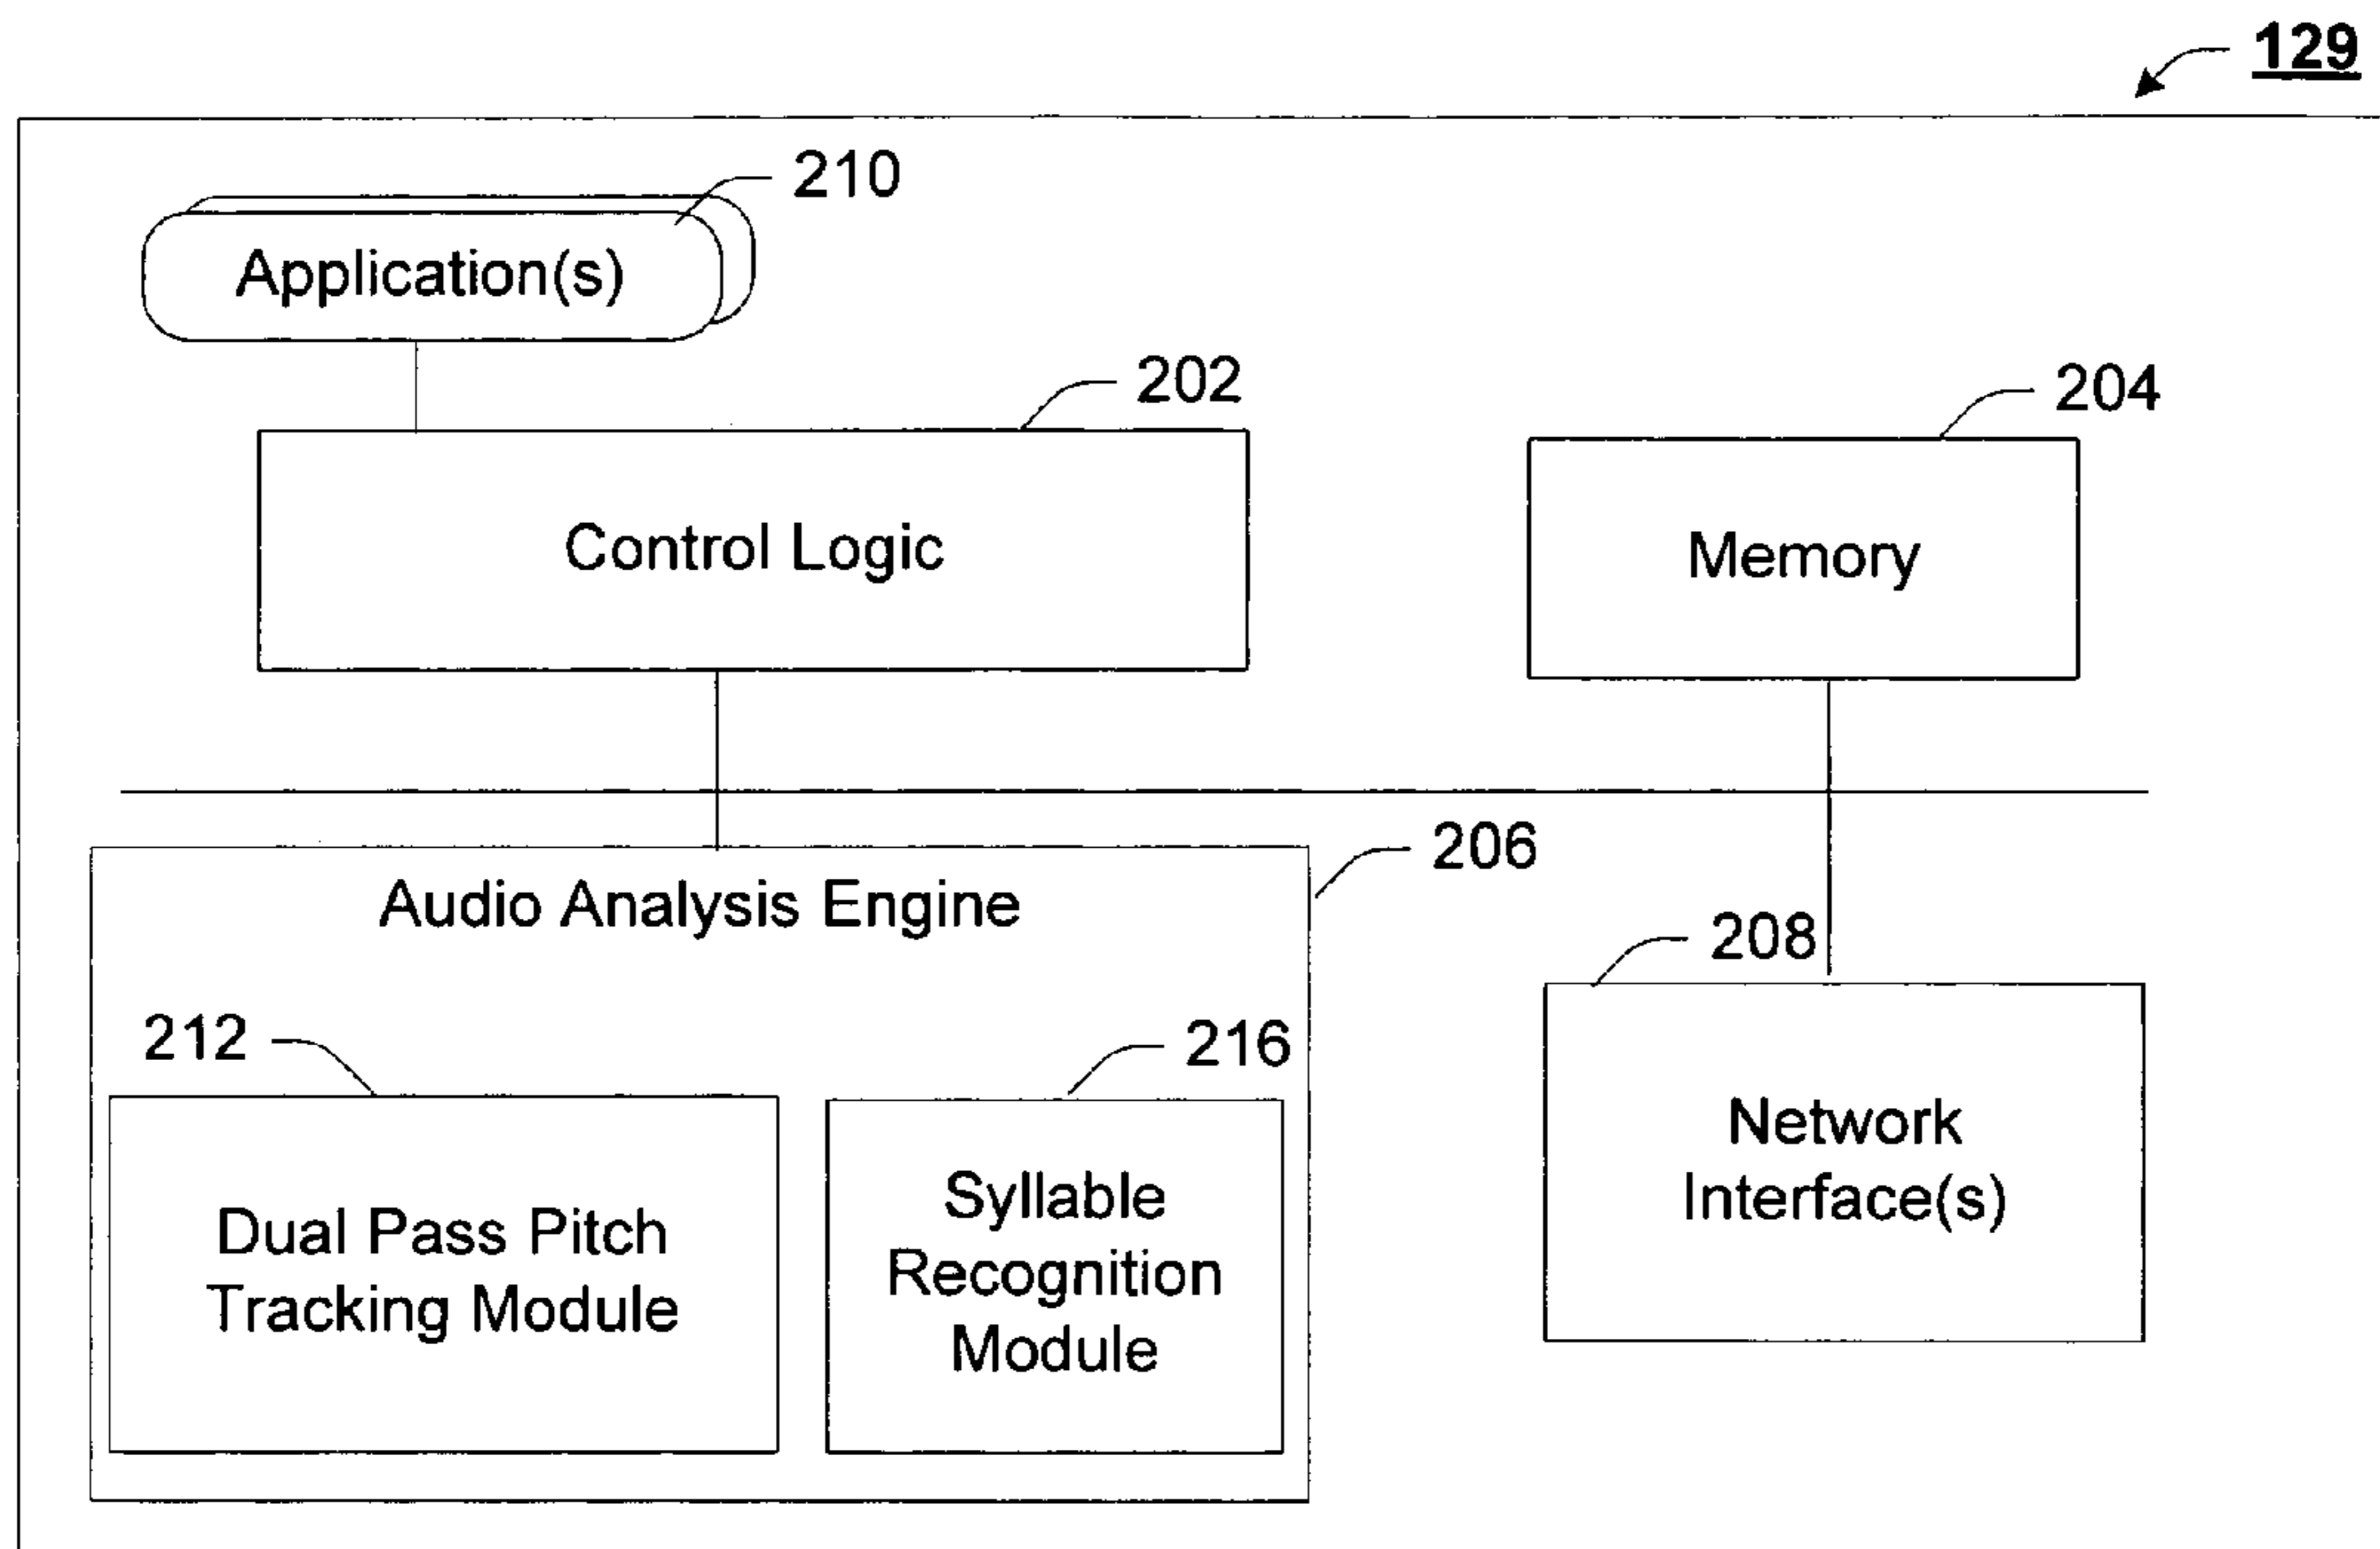 129
210
Application(s)
202
204
Control Logic
Memory
206
Audio Analysis Engine
208
212
216
Network
Interface(s)
Dual Pass Pitch
Tracking Module
Syllable
Recognition
Module